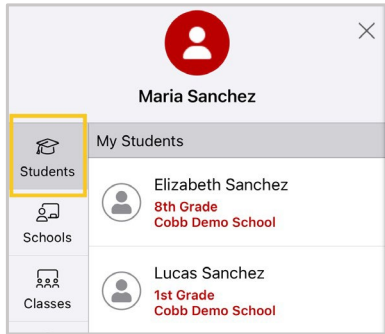 Maria Sanchez
Students
My Students
Elizabeth Sanchez
8th Grade
Cobb Demo School
Schools
Lucas Sanchez
1st Grade
Cobb Demo School
Classes